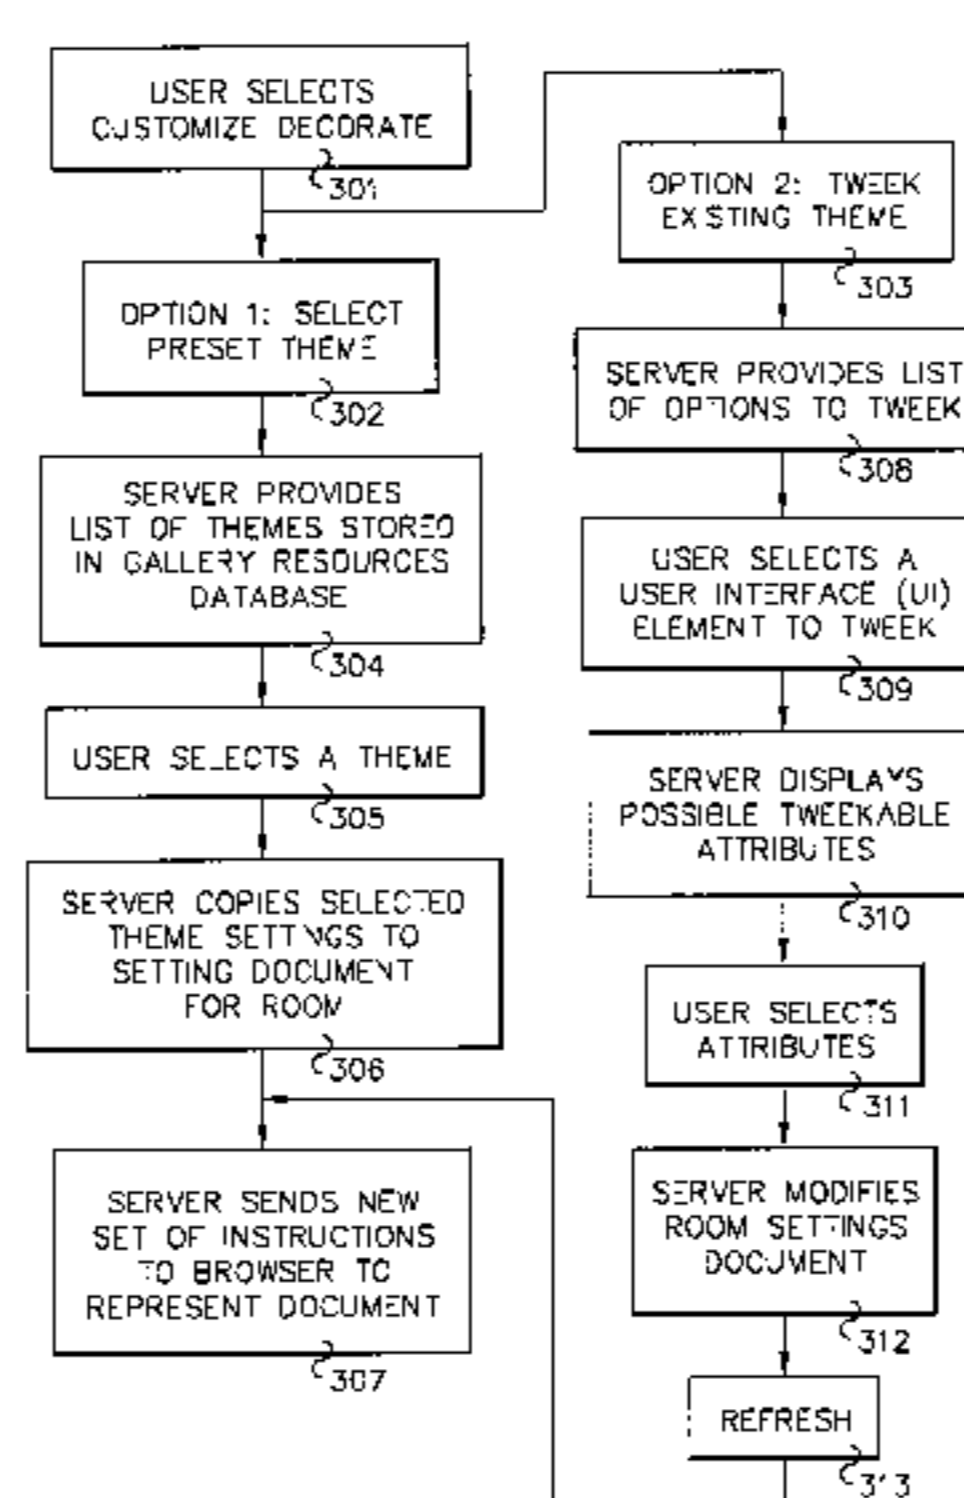 USER SELECTS
CUSTOMIZE DECORATE
301
OPTION 1: SELECT
PRESET THEME
302
SERVER PROVIDES
LIST OF THEMES STORED
IN GALLERY RESOURCES
DATABASE
304
USER SELECTS A THEME
305
SERVER COPIES SELECTED
THEME SETTINGS TO
SETTING DOCUMENT
FOR ROOM
306
SERVER SENDS NEW
SET OF INSTRUCTIONS
TO BROWSER TO
REPRESENT DOCUMENT
307
OPTION 2: TWEEK
EXISTING THEME
303
SERVER PROVIDES LIST
OF OPTIONS TO TWEEK
308
USER SELECTS A
USER INTERFACE (UI)
ELEMENT TO TWEEK
309
SERVER DISPLAYS
POSSIBLE TWEEKABLE
ATTRIBUTES
310
USER SELECTS
ATTRIBUTES
311
SERVER MODIFIES
ROOM SETTINGS
DOCUMENT
312
REFRESH
313